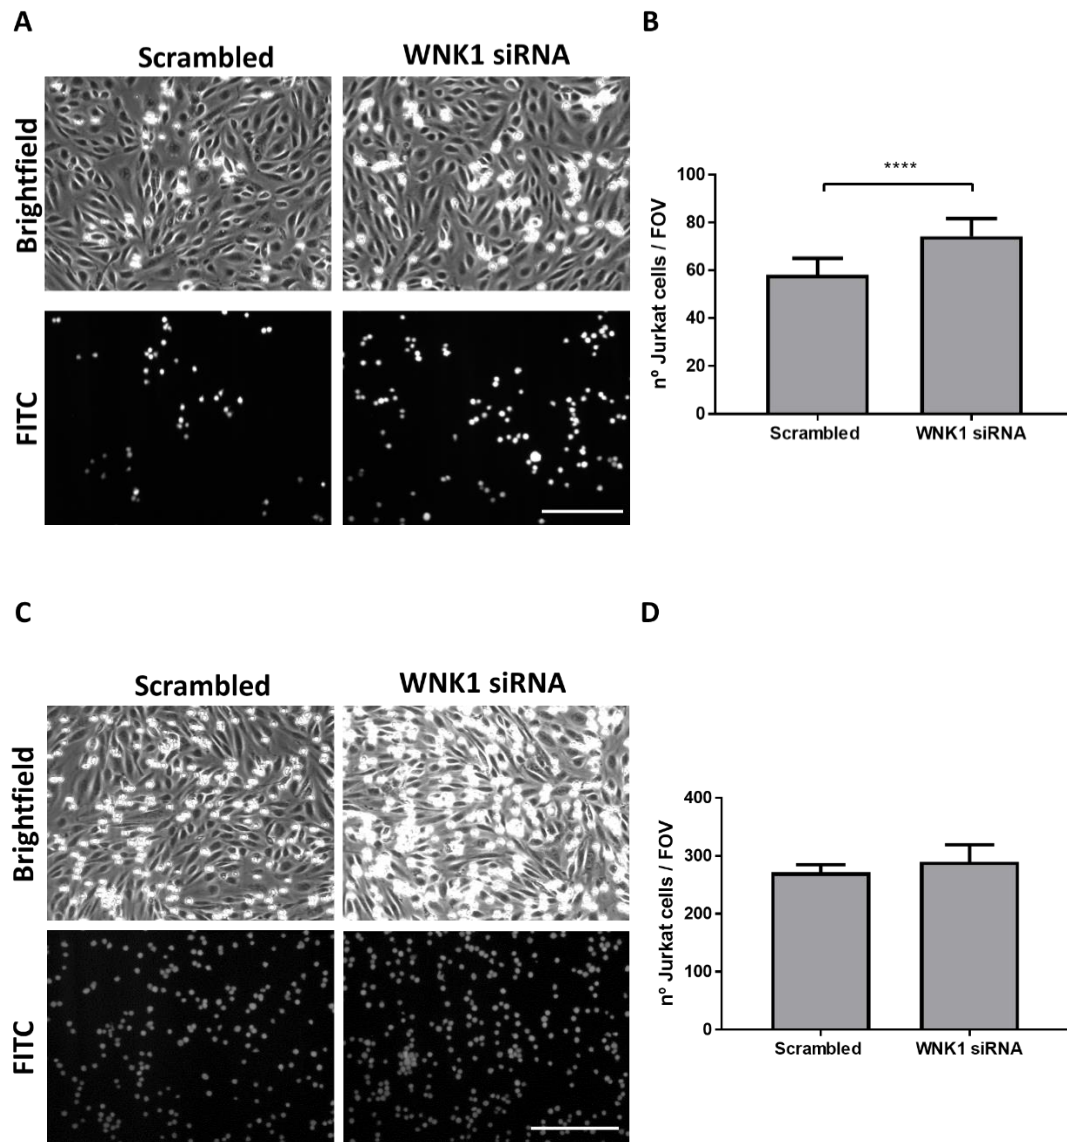 A
Scrambled
WNK1 siRNA
Brightfield
FITC
B
nº Jurkat cells / FOV
100
80
60
40
20
0
****
Scrambled
WNK1 siRNA
C
Scrambled
WNK1 siRNA
Brightfield
FITC
D
nº Jurkat cells / FOV
400
300
200
100
0
Scrambled
WNK1 siRNA